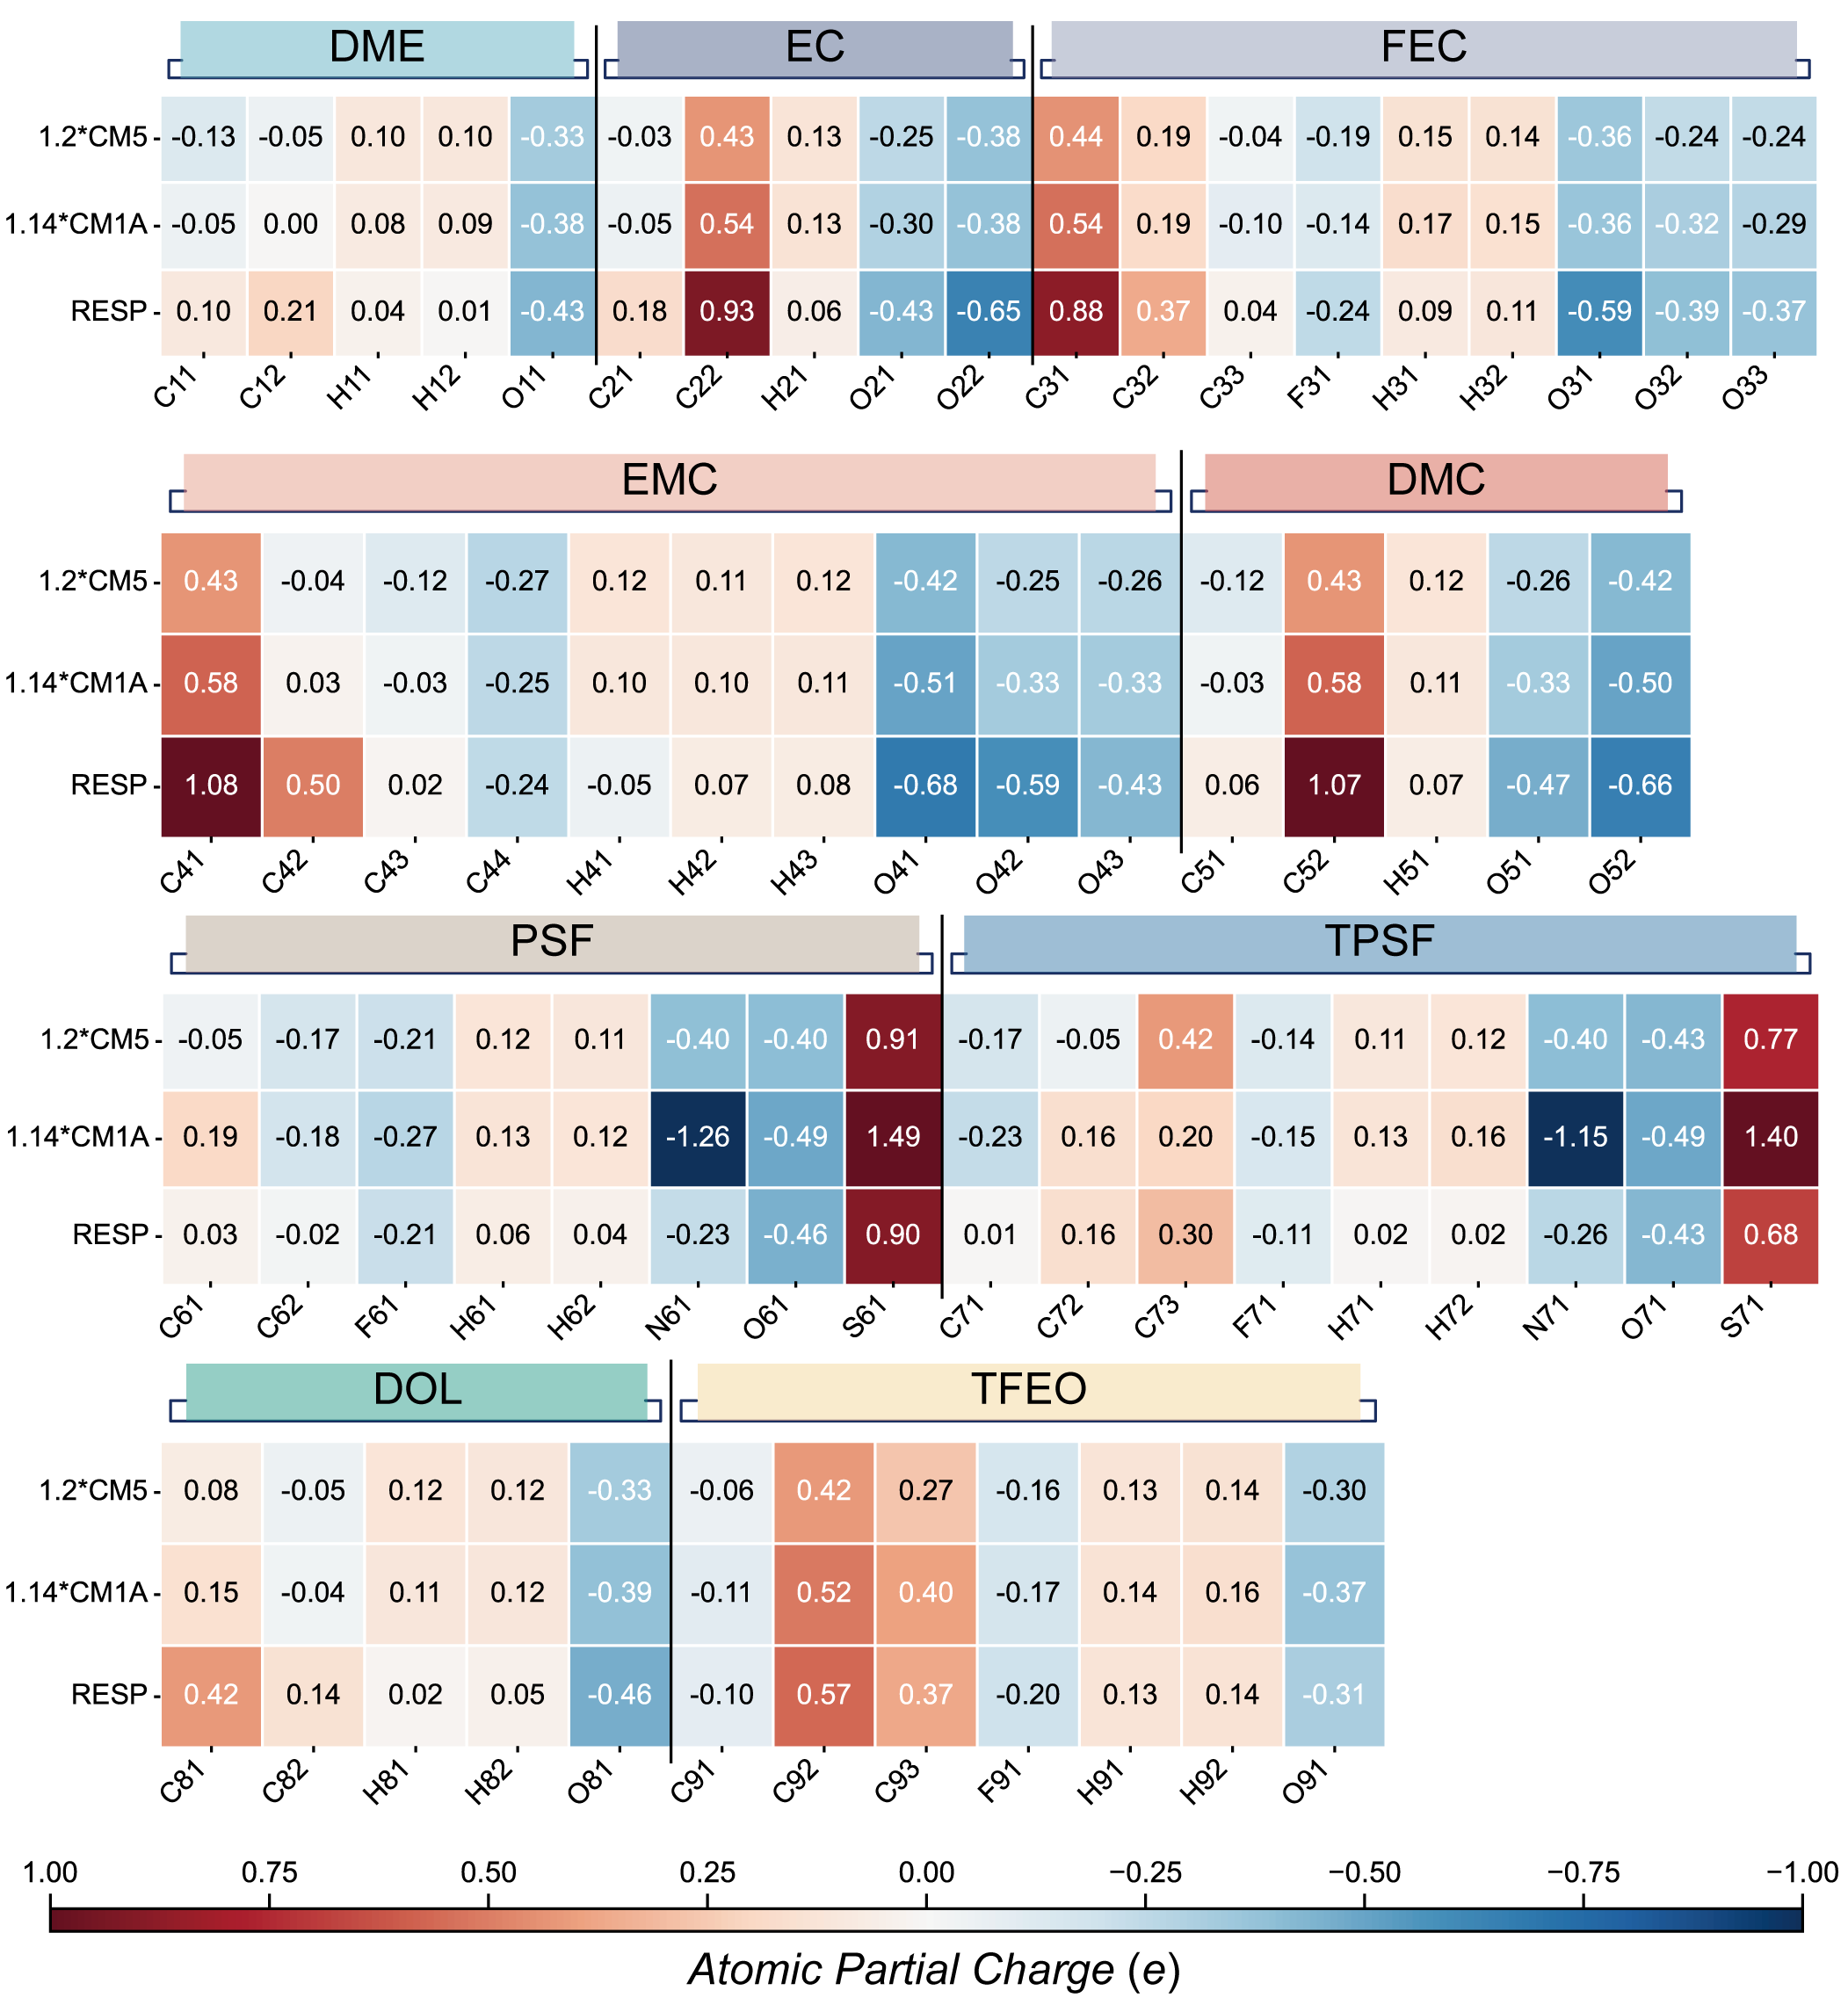 DME EC FEC
1.2*CM5 -0.13 -0.05 0.10 0.10 -0.33 -0.03 0.43 0.13 -0.25 -0.38 0.44 0.19 -0.04 -0.19 0.15 0.14 -0.36 -0.24 -0.24
1.14*CM1A -0.05 0.00 0.08 0.09 -0.38 -0.05 0.54 0.13 -0.30 -0.38 0.54 0.19 -0.10 -0.14 0.17 0.15 -0.36 -0.32 -0.29
RESP 0.10 0.21 0.04 0.01 -0.43 0.18 0.93 0.06 -0.43 -0.65 0.88 0.37 0.04 -0.24 0.09 0.11 -0.59 -0.39 -0.37
C11 C12 H11 H12 O11 C21 C22 H21 O21 O22 C31 C32 C33 F31 H31 H32 O31 O32 O33
EMC DMC
1.2*CM5 0.43 -0.04 -0.12 -0.27 0.12 0.11 0.12 -0.42 -0.25 -0.26 -0.12 0.43 0.12 -0.26 -0.42
1.14*CM1A 0.58 0.03 -0.03 -0.25 0.10 0.10 0.11 -0.51 -0.33 -0.33 -0.03 0.58 0.11 -0.33 -0.50
RESP 1.08 0.50 0.02 -0.24 -0.05 0.07 0.08 -0.68 -0.59 -0.43 0.06 1.07 0.07 -0.47 -0.66
C41 C42 C43 C44 H41 H42 H43 O41 O42 O43 C51 C52 H51 O51 O52
PSF TPSF
1.2*CM5 -0.05 -0.17 -0.21 0.12 0.11 -0.40 -0.40 0.91 -0.17 -0.05 0.42 -0.14 0.11 0.12 -0.40 -0.43 0.77
1.14*CM1A 0.19 -0.18 -0.27 0.13 0.12 -1.26 -0.49 1.49 -0.23 0.16 0.20 -0.15 0.13 0.16 -1.15 -0.49 1.40
RESP 0.03 -0.02 -0.21 0.06 0.04 -0.23 -0.46 0.90 0.01 0.16 0.30 -0.11 0.02 0.02 -0.26 -0.43 0.68
C61 C62 F61 H61 H62 N61 O61 S61 C71 C72 C73 F71 H71 H72 N71 O71 S71
DOL TFEO
1.2*CM5 0.08 -0.05 0.12 0.12 -0.33 -0.06 0.42 0.27 -0.16 0.13 0.14 -0.30
1.14*CM1A 0.15 -0.04 0.11 0.12 -0.39 -0.11 0.52 0.40 -0.17 0.14 0.16 -0.37
RESP 0.42 0.14 0.02 0.05 -0.46 -0.10 0.57 0.37 -0.20 0.13 0.14 -0.31
C81 C82 H81 H82 O81 C91 C92 C93 F91 H91 H92 O91
1.00 0.75 0.50 0.25 0.00 −0.25 −0.50 −0.75 −1.00
Atomic Partial Charge (e)